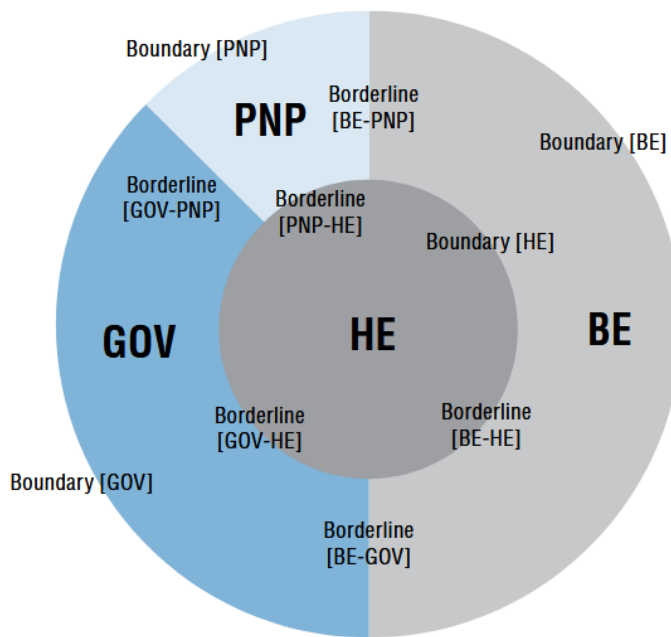 Boundary [PNP]
PNP
Borderline
[BE-PNP]
Boundary [BE]
Borderline
[GOV-PNP]
Borderline
[PNP-HE]
Boundary [HE]
GOV
HE
BE
Borderline
[GOV-HE]
Borderline
[BE-HE]
Boundary [GOV]
Borderline
[BE-GOV]